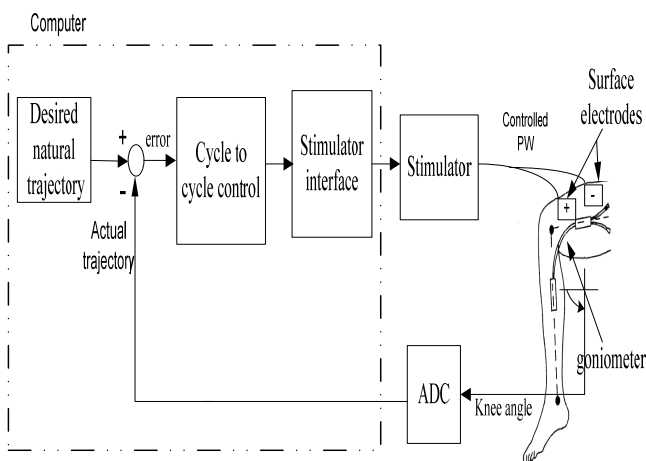 Computer
Desired
natural
trajectory
+
-
error
Cycle to
cycle control
Stimulator
interface
Stimulator
Controlled
PW
Surface
electrodes
+
-
Actual
trajectory
goniometer
ADC
Knee angle